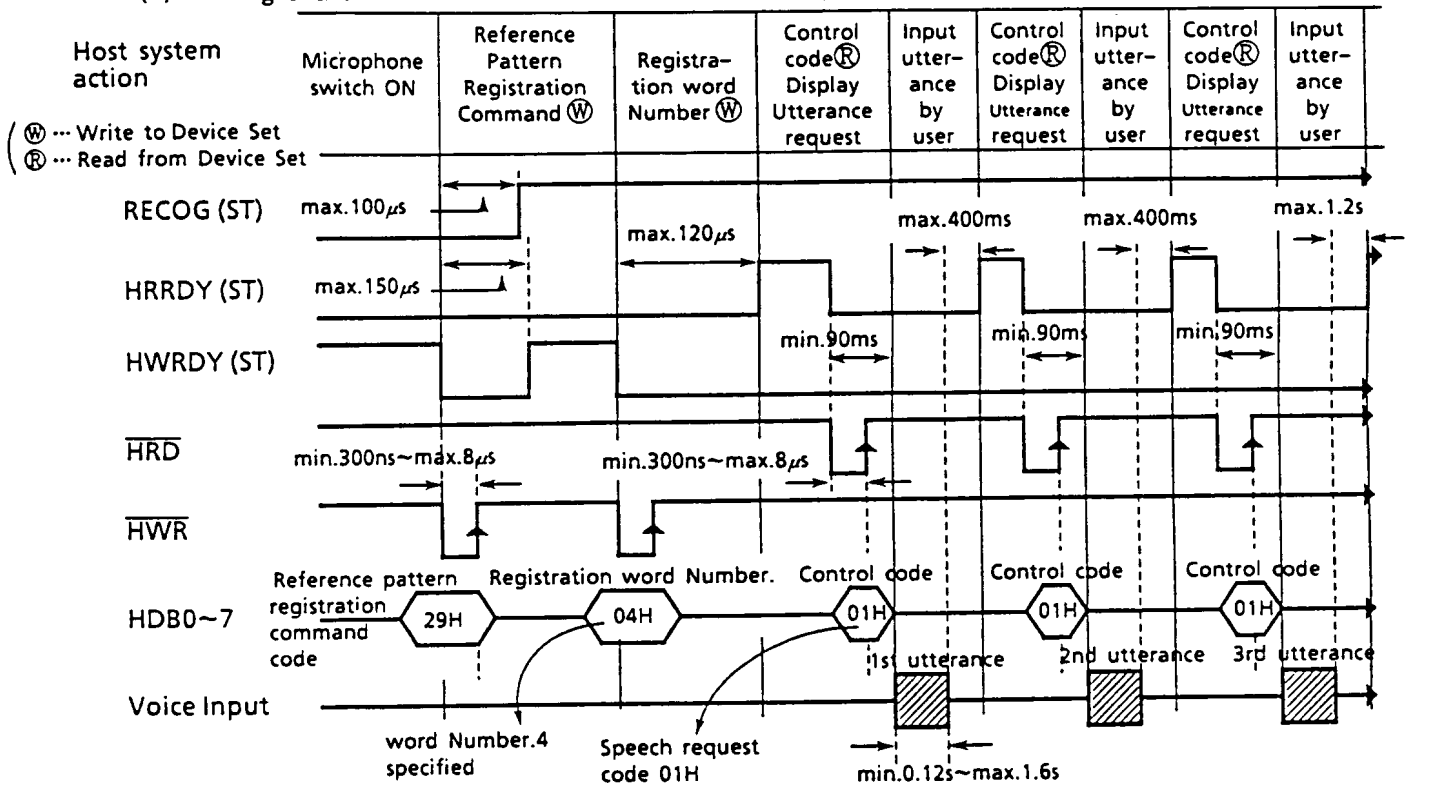 Host system
action
Microphone
switch ON
Reference
Pattern
Registration
Command Ⓦ
Registra-
tion word
Number Ⓦ
Control
codeⓇ
Display
Utterance
request
Input
utter-
ance
by
user
Control
codeⓇ
Display
Utterance
request
Input
utter-
ance
by
user
Control
codeⓇ
Display
Utterance
request
Input
utter-
ance
by
user
Ⓦ ··· Write to Device Set
Ⓡ ··· Read from Device Set
RECOG (ST)
max.100μs
max.120μs
max.400ms
max.400ms
max.1.2s
HRRDY (ST)
max.150μs
HWRDY (ST)
min.90ms
min.90ms
min.90ms
HRD
min.300ns~max.8μs
min.300ns~max.8μs
HWR
Reference pattern
registration
command
code
Registration word Number.
Control code
Control code
Control code
HDB0~7
29H
04H
01H
01H
01H
1st utterance
2nd utterance
3rd utterance
Voice Input
word Number.4
specified
Speech request
code 01H
min.0.12s~max.1.6s